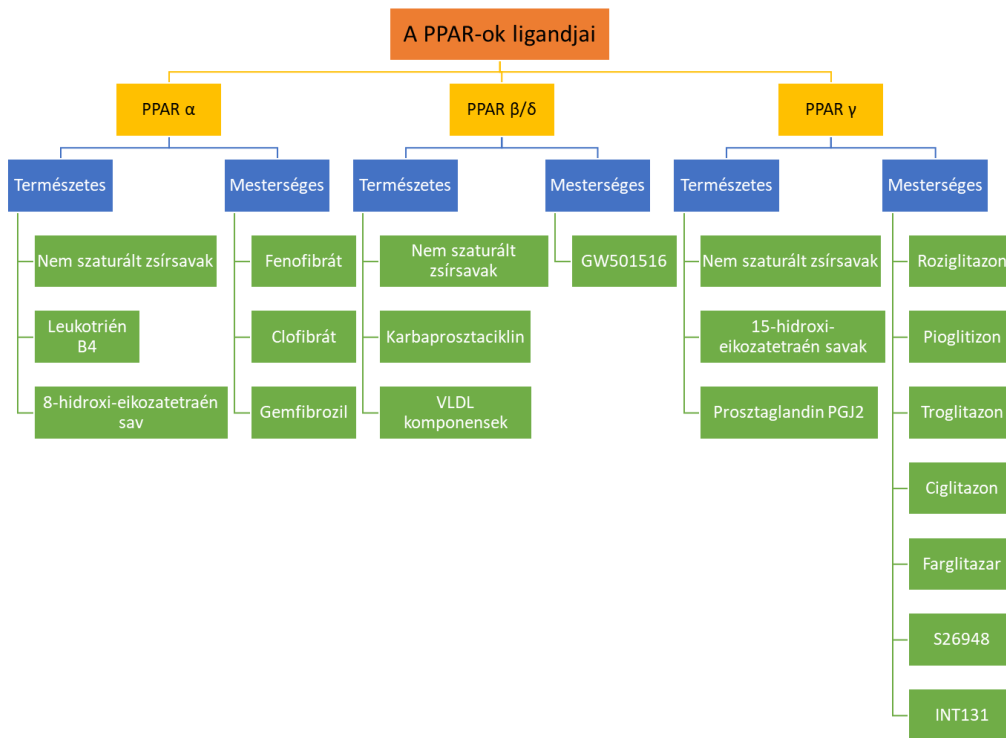 A PPAR-ok ligandjai
PPAR α
PPAR β/δ
PPAR γ
Természetes
Mesterséges
Természetes
Mesterséges
Természetes
Mesterséges
Nem szaturált zsírsavak
Leukotrién
B4
8-hidroxi-eikozatetraén
sav
Fenofibrát
Clofibrát
Gemfibrozil
Nem szaturált
zsírsavak
Karbaprosztaciklin
VLDL
komponensek
GW501516
Nem szaturált zsírsavak
15-hidroxi-
eikozatetraén savak
Prosztaglandin PGJ2
Roziglitazon
Pioglitizon
Troglitazon
Ciglitazon
Farglitazar
S26948
INT131